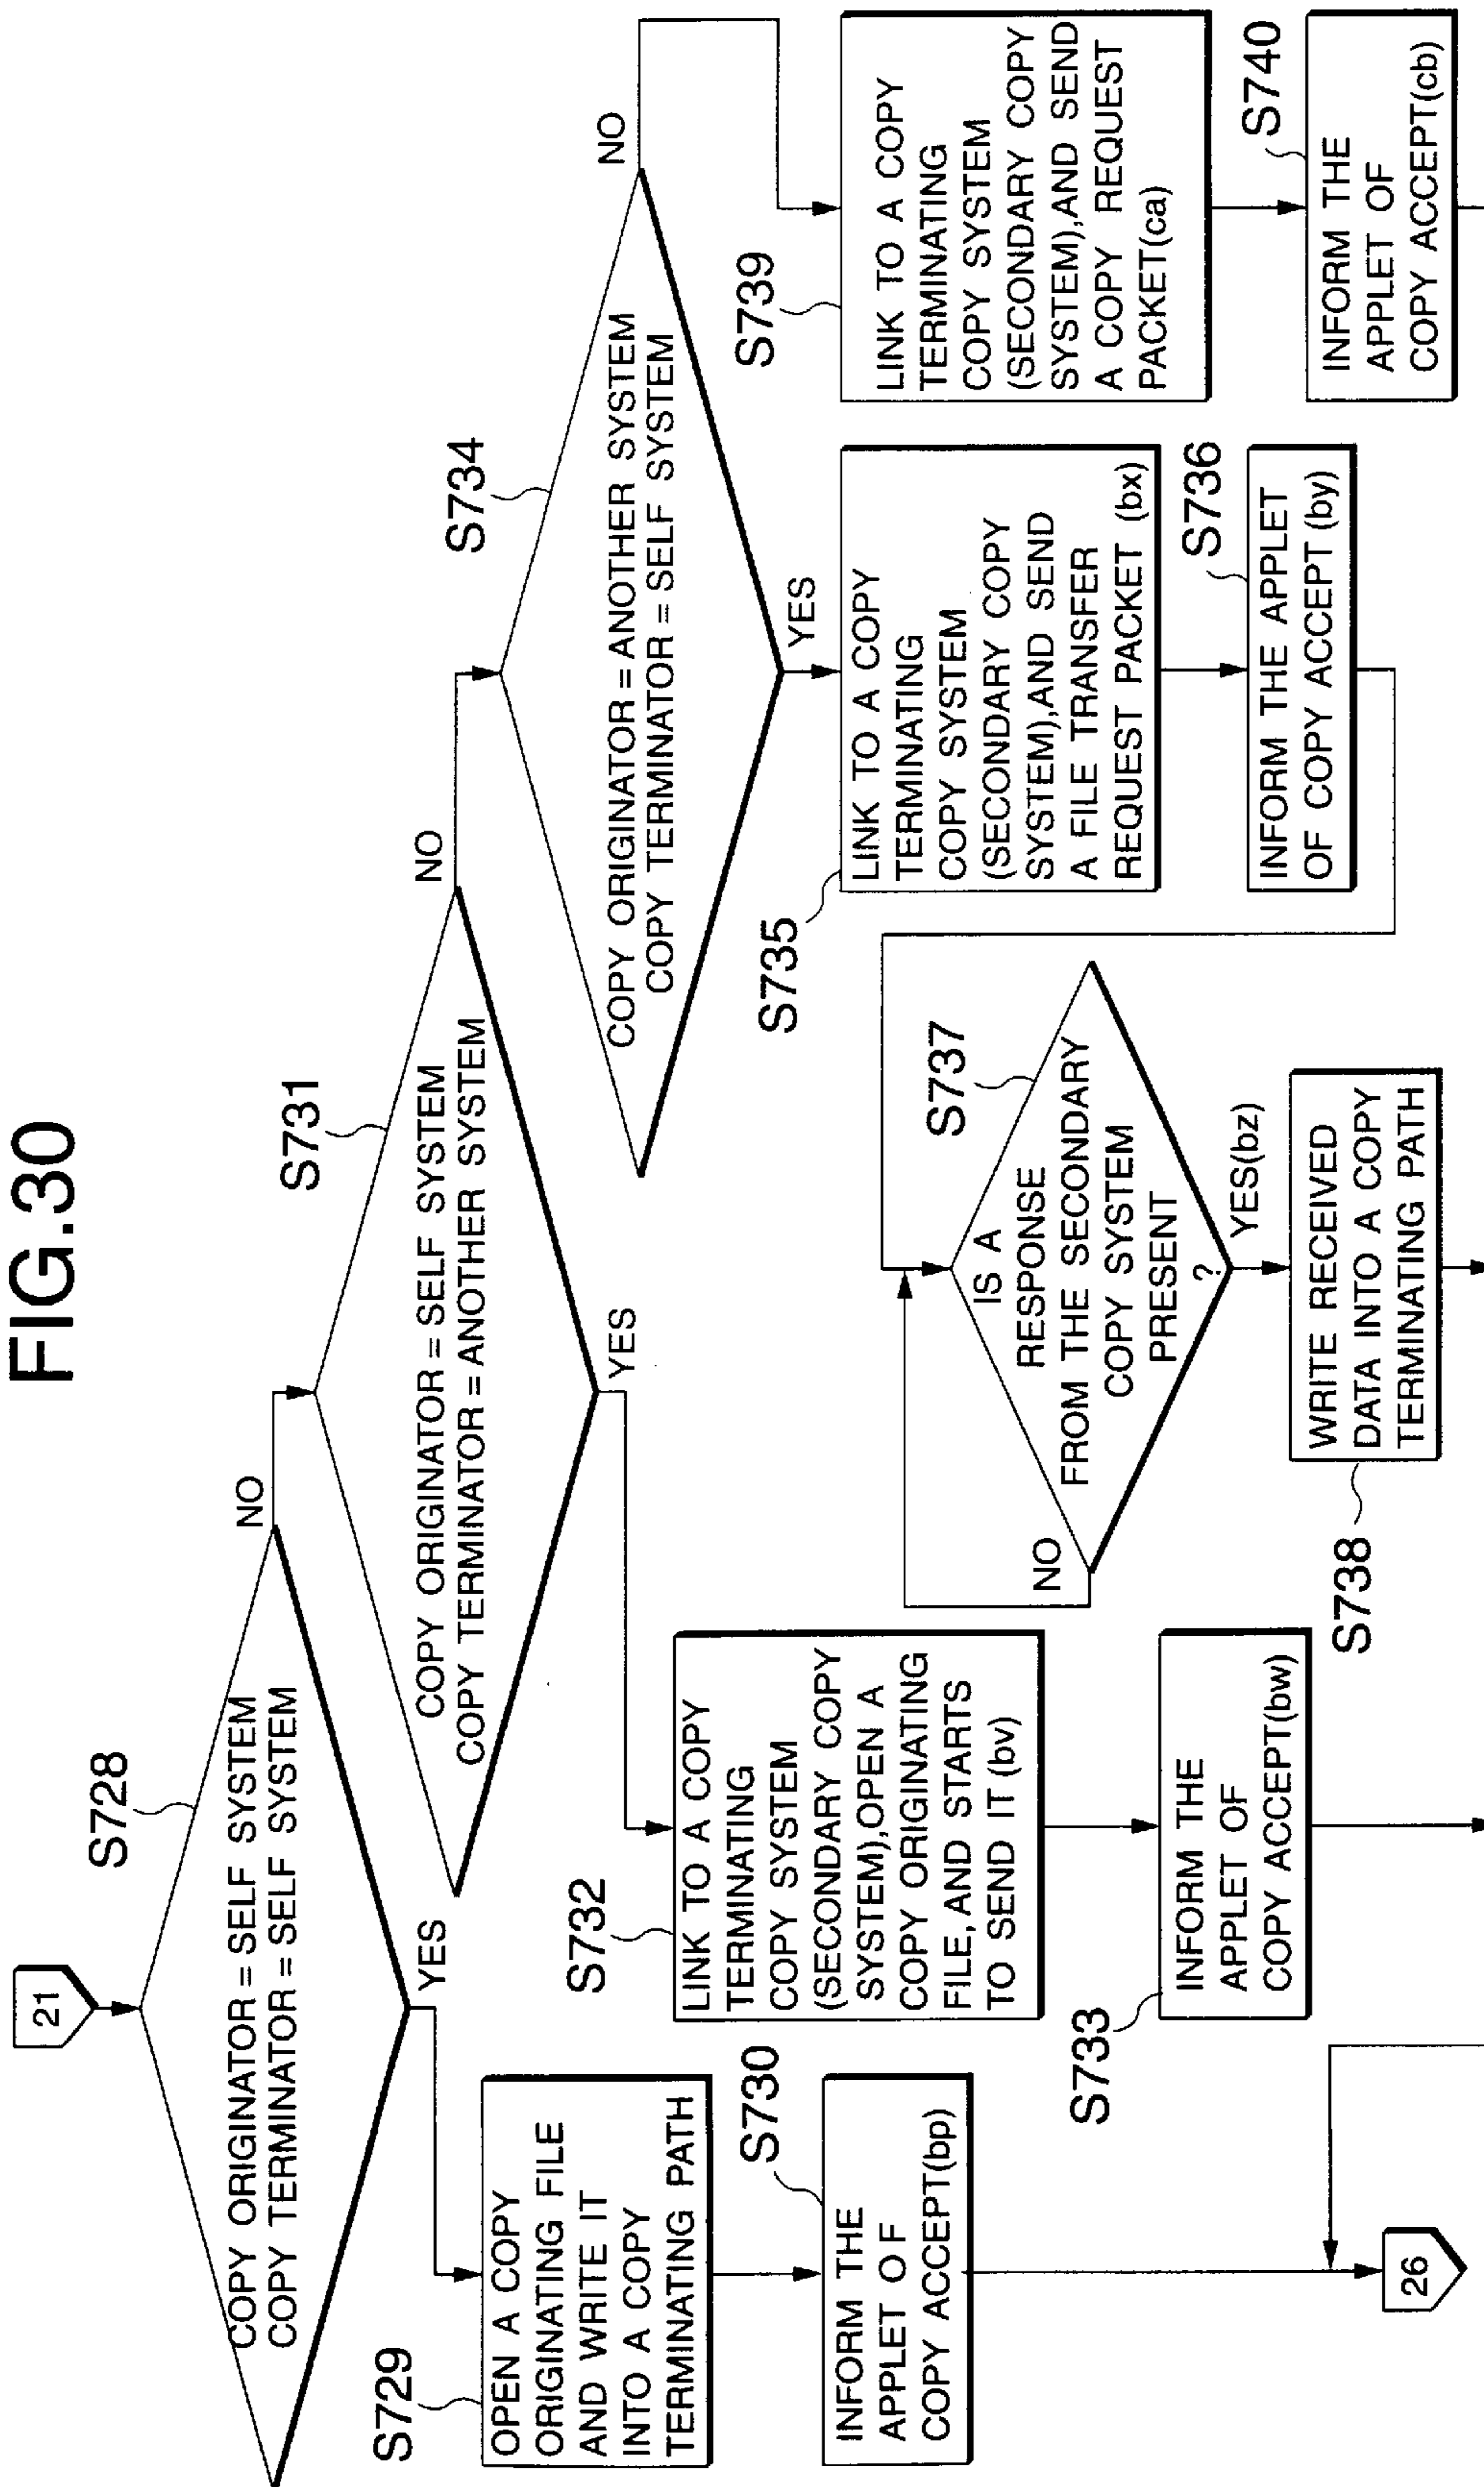 FIG.30
21
S728
COPY ORIGINATOR = SELF SYSTEM
COPY TERMINATOR = SELF SYSTEM
NO
YES
S729
OPEN A COPY
ORIGINATING FILE
AND WRITE IT
INTO A COPY
TERMINATING PATH
S730
INFORM THE
APPLET OF
COPY ACCEPT(bp)
26
S731
COPY ORIGINATOR = SELF SYSTEM
COPY TERMINATOR = ANOTHER SYSTEM
NO
YES
S732
LINK TO A COPY
TERMINATING
COPY SYSTEM
(SECONDARY COPY
SYSTEM),OPEN A
COPY ORIGINATING
FILE, AND STARTS
TO SEND IT (bv)
S733
INFORM THE
APPLET OF
COPY ACCEPT(bw)
S734
COPY ORIGINATOR = ANOTHER SYSTEM
COPY TERMINATOR = SELF SYSTEM
NO
YES
S735
LINK TO A COPY
TERMINATING
COPY SYSTEM
(SECONDARY COPY
SYSTEM),AND SEND
A FILE TRANSFER
REQUEST PACKET (bx)
S736
INFORM THE APPLET
OF COPY ACCEPT (by)
S737
IS A
RESPONSE
FROM THE SECONDARY
COPY SYSTEM
PRESENT
?
NO
YES(bz)
S738
WRITE RECEIVED
DATA INTO A COPY
TERMINATING PATH
S739
LINK TO A COPY
TERMINATING
COPY SYSTEM
(SECONDARY COPY
SYSTEM),AND SEND
A COPY REQUEST
PACKET(ca)
S740
INFORM THE
APPLET OF
COPY ACCEPT(cb)